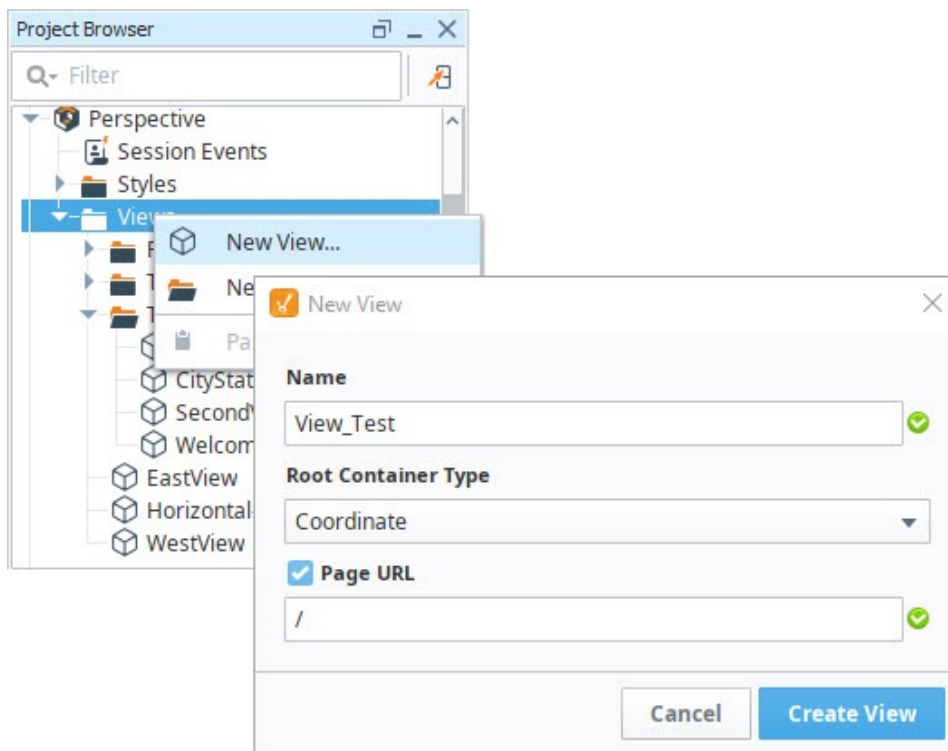 Project Browser
Filter
Perspective
Session Events
Styles
Views
New View...
New View
Name
View_Test
CityStat
Root Container Type
Second
Welcom
EastView
Coordinate
Horizontal-
WestView
Page URL
/
Cancel
Create View